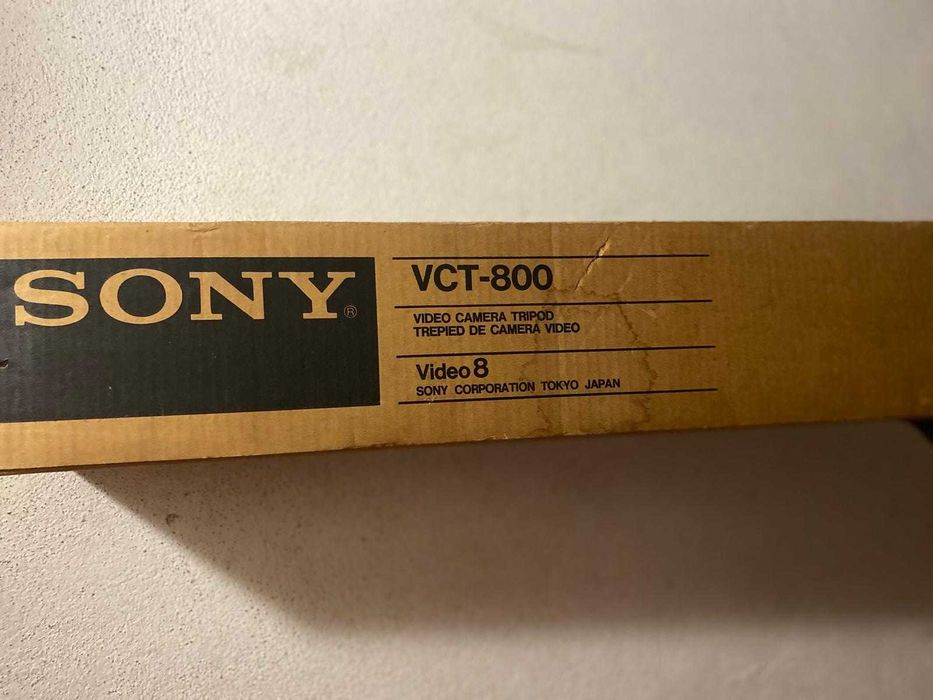 SONY®
VCT-800
VIDEO CAMERA TRIPOD
TREPIED DE CAMERA VIDEO
Video 8
SONY CORPORATION TOKYO JAPAN